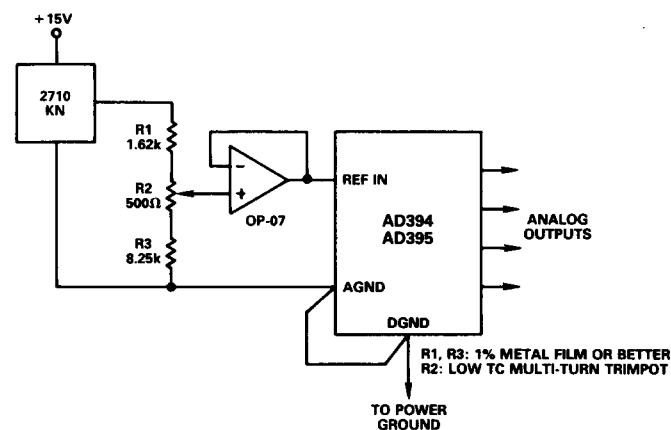 +15V
2710
KN
R1
1.62k
R2
500Ω
R3
8.25k
−
+
OP-07
REF IN
AD394
AD395
AGND
DGND
ANALOG
OUTPUTS
R1, R3: 1% METAL FILM OR BETTER
R2: LOW TC MULTI-TURN TRIMPOT
TO POWER
GROUND